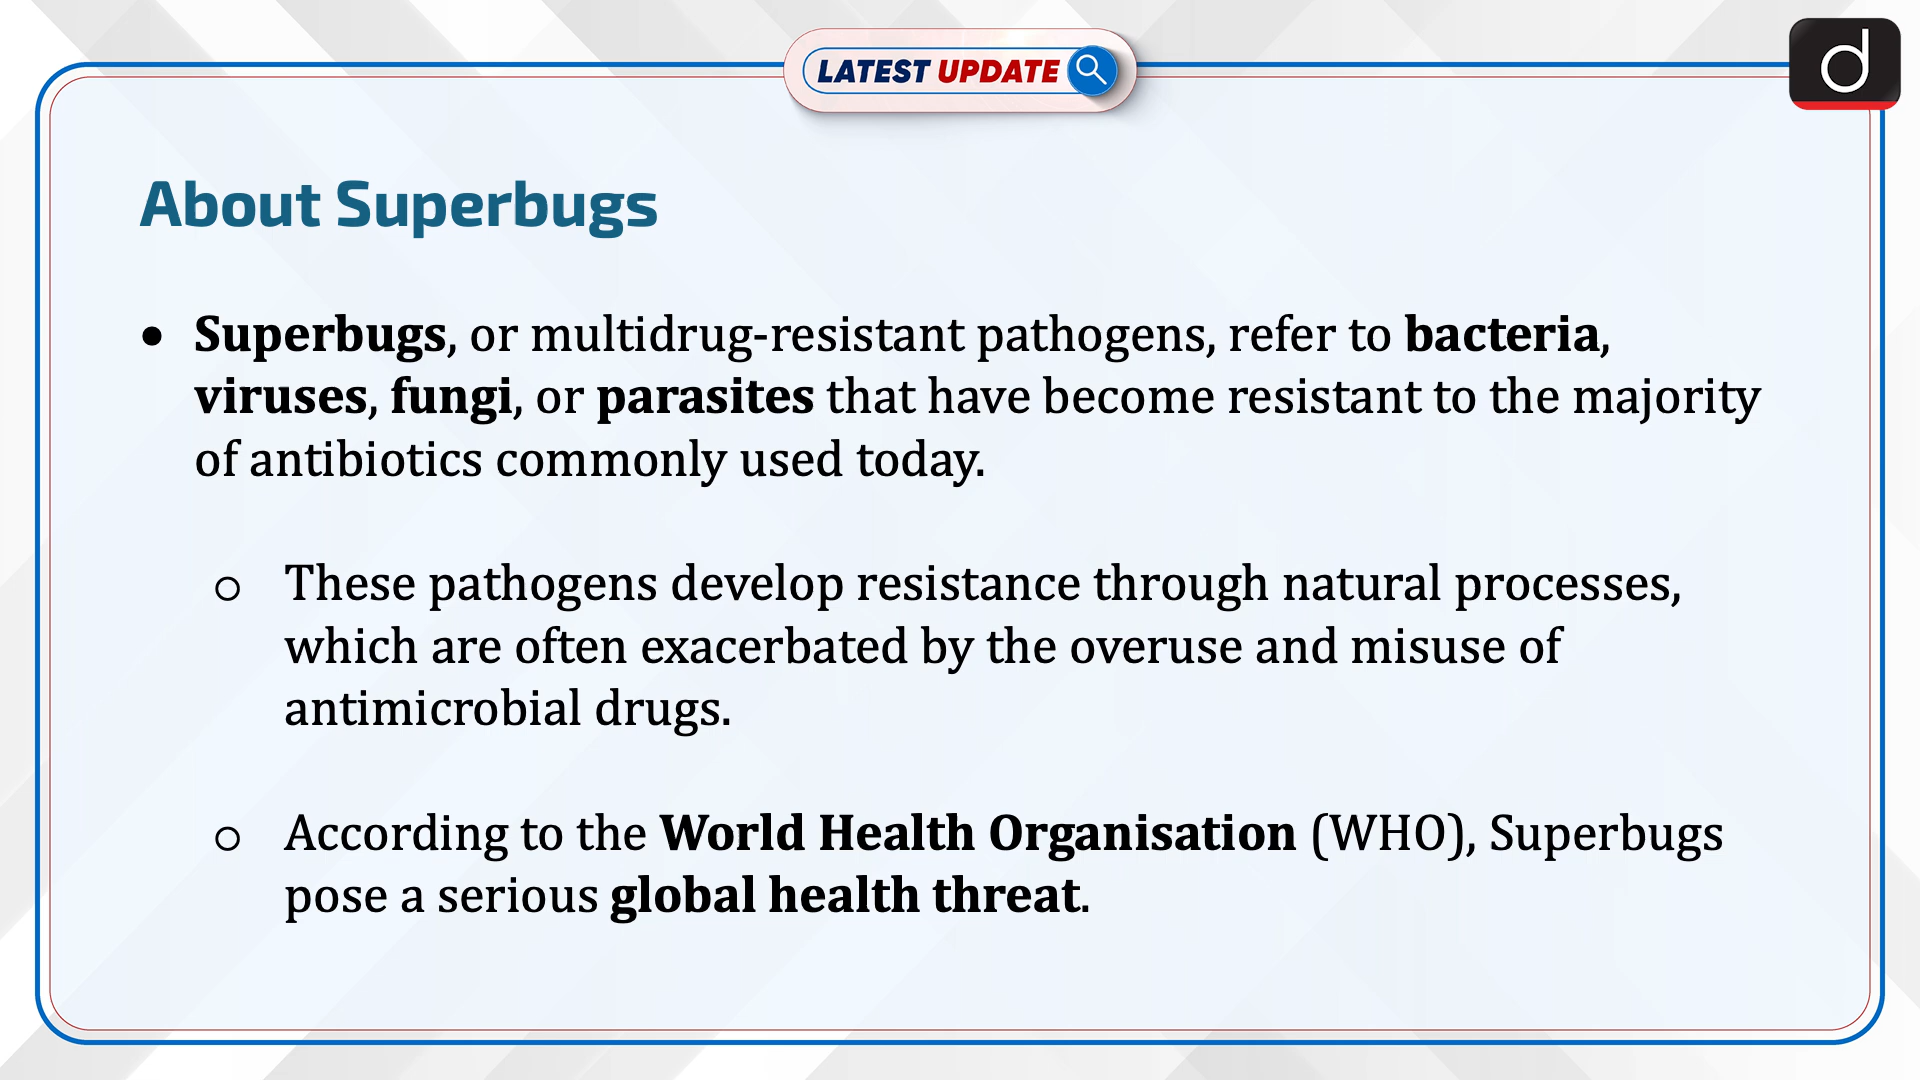 LATEST UPDATE
d
About Superbugs
• Superbugs, or multidrug-resistant pathogens, refer to bacteria,
viruses, fungi, or parasites that have become resistant to the majority
of antibiotics commonly used today.
○ These pathogens develop resistance through natural processes,
which are often exacerbated by the overuse and misuse of
antimicrobial drugs.
○ According to the World Health Organisation (WHO), Superbugs
pose a serious global health threat.